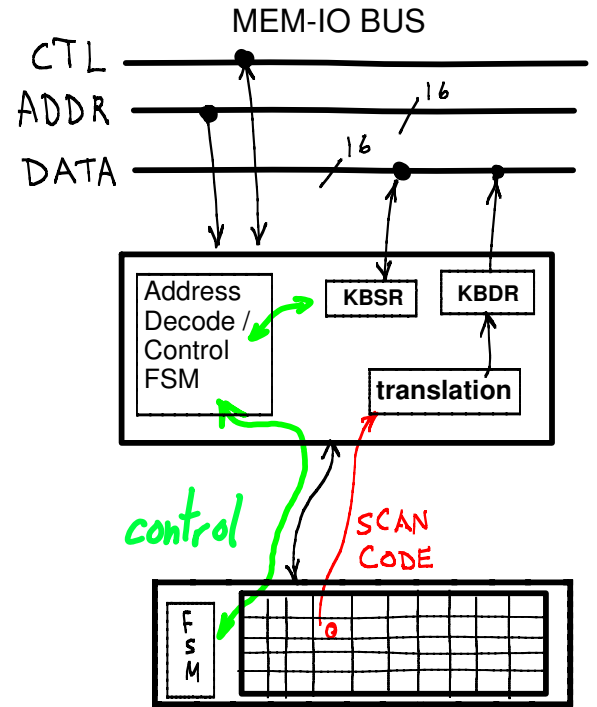 MEM-IO BUS
CTL
ADDR
16
DATA
16
Address
Decode /
Control
FSM
KBSR
KBDR
translation
control
SCAN
CODE
F
S
M